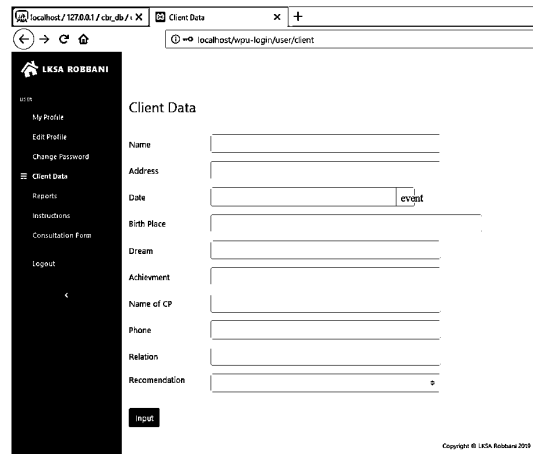 localhost / 127.0.0.1 / cbr_db / c
Client Data
localhost/wpu-login/user/client
LKSA ROBBANI
USER
My Profile
Edit Profile
Change Password
Client Data
Reports
Instructions
Consultation Form
Logout
Client Data
Name
Address
Date
event
Birth Place
Dream
Achievment
Name of CP
Phone
Relation
Recomendation
Input
Copyright © LKSA Robbani 2019